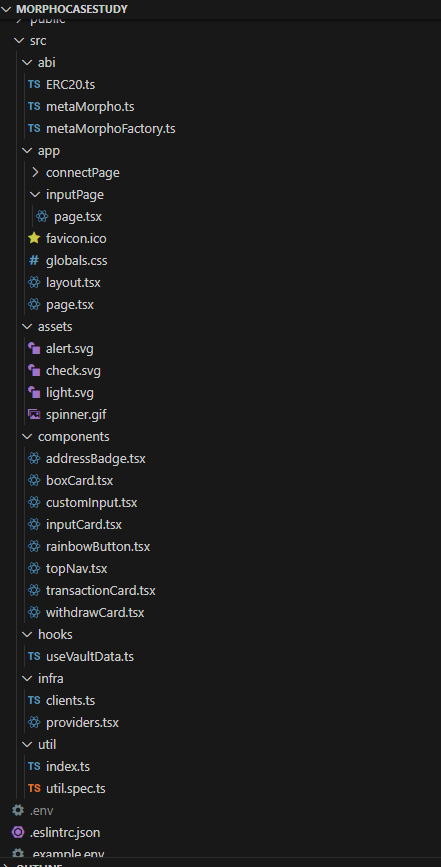 MORPHOCASESTUDY
public
src
abi
TS ERC20.ts
TS metaMorpho.ts
TS metaMorphoFactory.ts
app
connectPage
inputPage
page.tsx
favicon.ico
# globals.css
layout.tsx
page.tsx
assets
alert.svg
check.svg
light.svg
spinner.gif
components
addressBadge.tsx
boxCard.tsx
customInput.tsx
inputCard.tsx
rainbowButton.tsx
topNav.tsx
transactionCard.tsx
withdrawCard.tsx
hooks
TS useVaultData.ts
infra
TS clients.ts
providers.tsx
util
TS index.ts
TS util.spec.ts
.env
.eslintrc.json
.example.env
OUTLINE